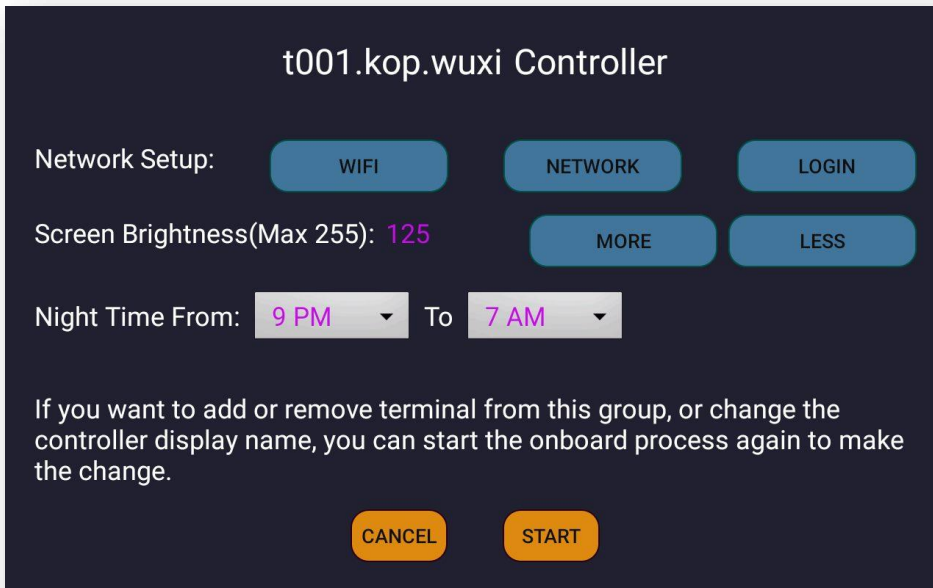 t001.kop.wuxi Controller
Network Setup: WIFI NETWORK LOGIN
Screen Brightness(Max 255): 125 MORE LESS
Night Time From: 9 PM To 7 AM
If you want to add or remove terminal from this group, or change the
controller display name, you can start the onboard process again to make
the change.
CANCEL START